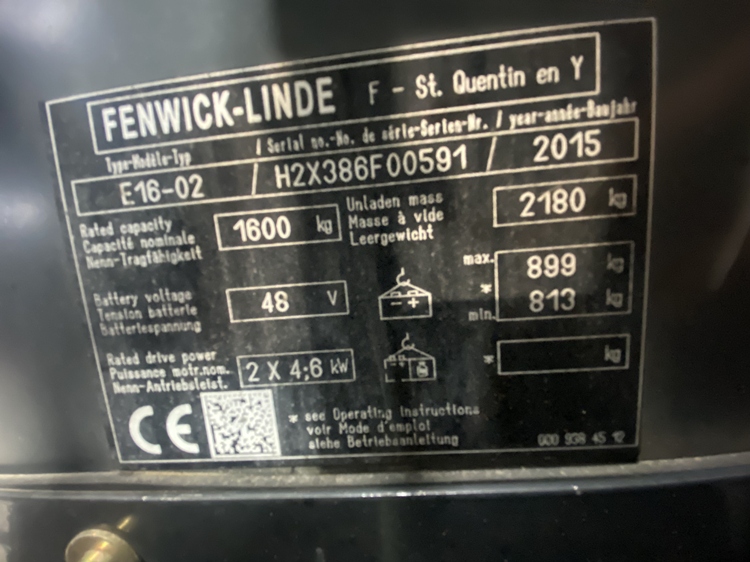 FENWICK-LINDE F - St. Quentin en Y
Type-Modèle-Typ / Serial no.-No. de série-Serien-Nr. / year-année-Baujahr
E16-02 / H2X386F00591 / 2015
Rated capacity
Capacité nominale
Nenn-Tragfähigkeit
1600 kg
Unladen mass
Masse à vide
Leergewicht
2180 kg
Battery voltage
Tension batterie
Batteriespannung
48 V
- +
max. 899 kg
*
min. 813 kg
Rated drive power
Puissance motr.nom.
Nenn-Antriebsleist.
2 X 4;6 kW
* kg
CE
* see Operating Instructions
voir Mode d'emploi
siehe Betriebsanleitung
000 938 45 12